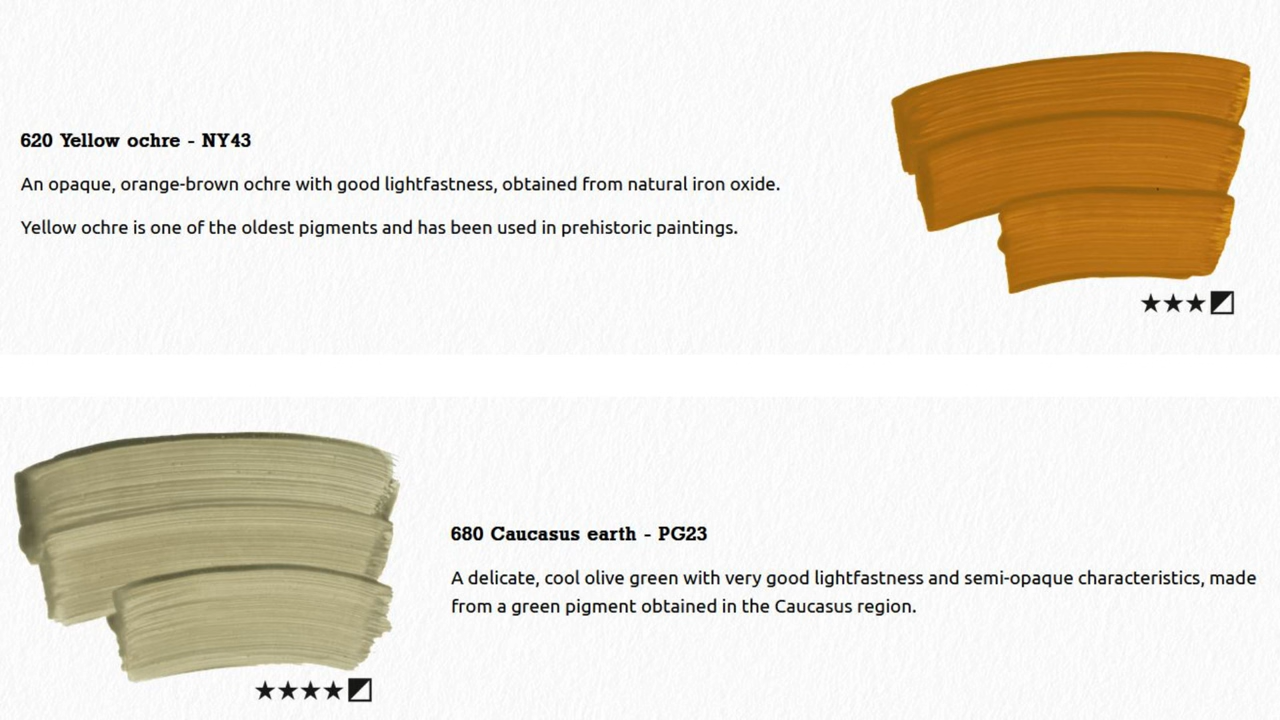 620 Yellow ochre - NY43
An opaque, orange-brown ochre with good lightfastness, obtained from natural iron oxide.
Yellow ochre is one of the oldest pigments and has been used in prehistoric paintings.
680 Caucasus earth - PG23
A delicate, cool olive green with very good lightfastness and semi-opaque characteristics, made
from a green pigment obtained in the Caucasus region.